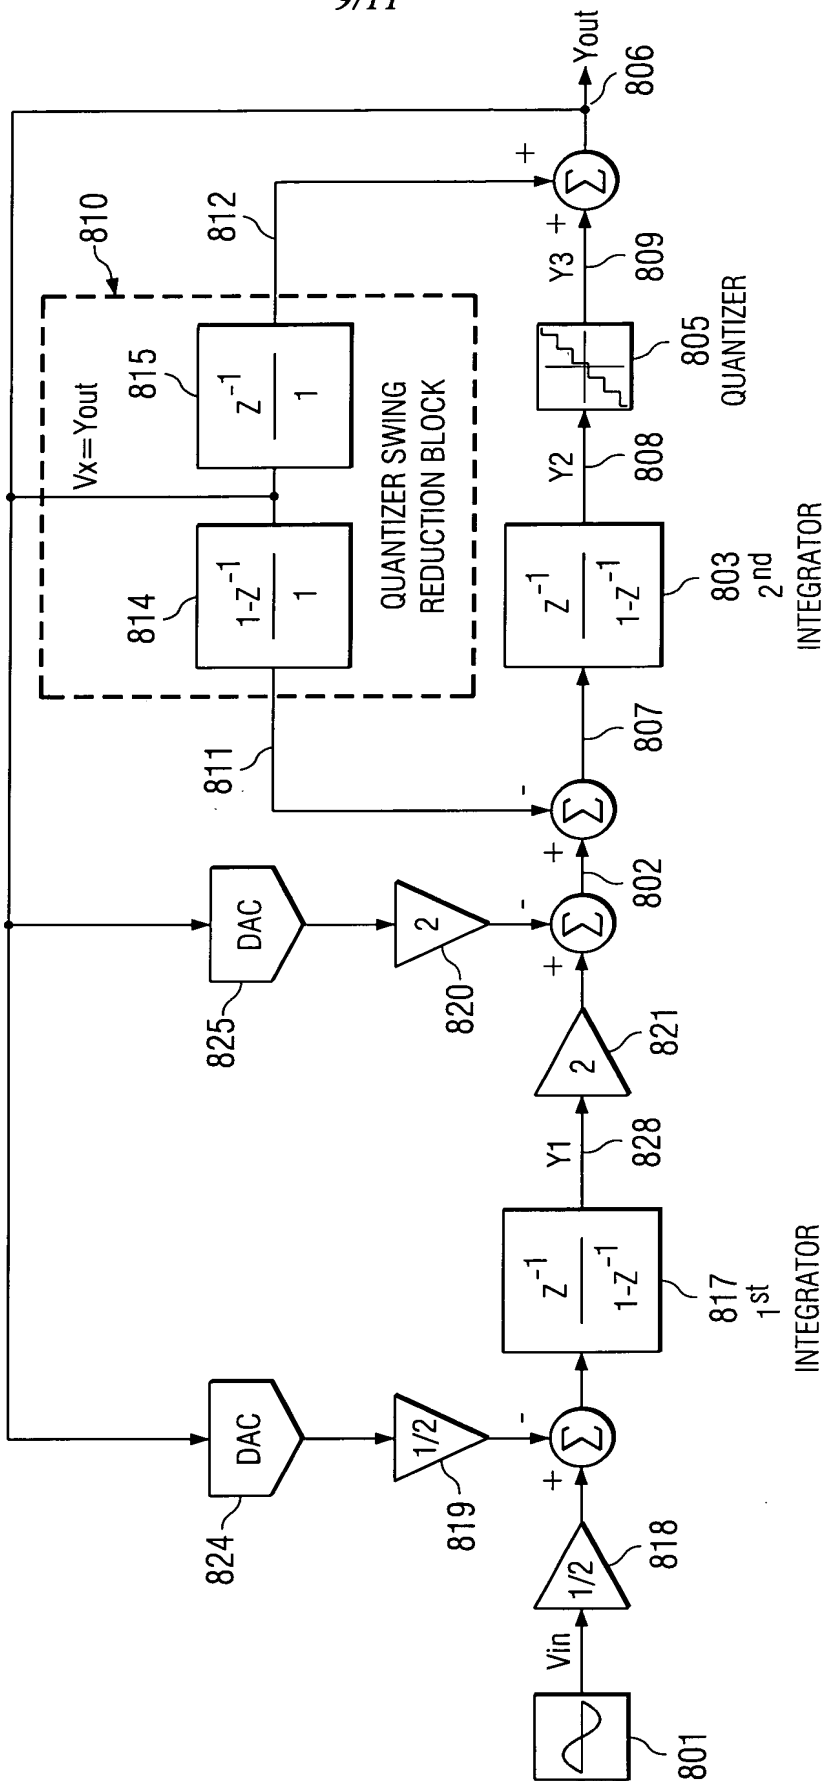 9/11
810
812
815
Z⁻¹
1
Vx=Yout
814
1-Z⁻¹
1
QUANTIZER SWING
REDUCTION BLOCK
811
+
+
Σ
Yout
806
Y3
809
805
QUANTIZER
Y2
808
Z⁻¹
1-Z⁻¹
803
2nd
INTEGRATOR
807
-
+
Σ
802
DAC
825
2
820
-
+
Σ
2
821
Y1
828
Z⁻¹
1-Z⁻¹
817
1st
INTEGRATOR
DAC
824
1/2
819
-
+
Σ
1/2
818
Vin
801